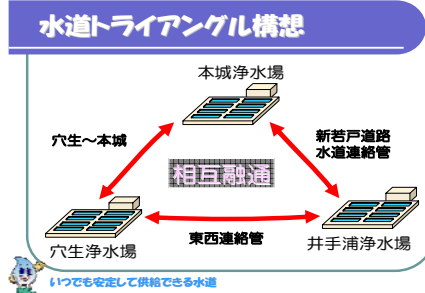 水道トライアングル構想
本城浄水場
穴生～本城
新若戸道路
水道連絡管
相互融通
穴生浄水場
東西連絡管
井手浦浄水場
いつでも安定して供給できる水道